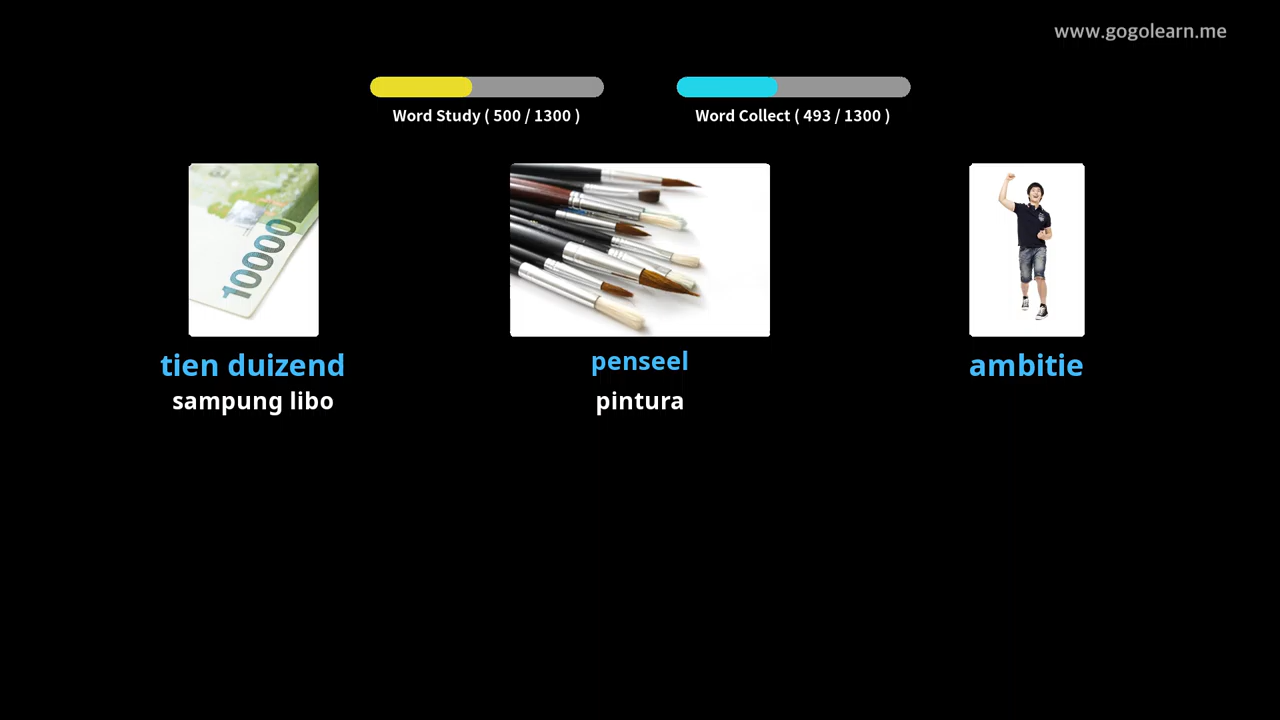 www.gogolearn.me
Word Study ( 500 / 1300 )
Word Collect ( 493 / 1300 )
10000
tien duizend
penseel
ambitie
sampung libo
pintura